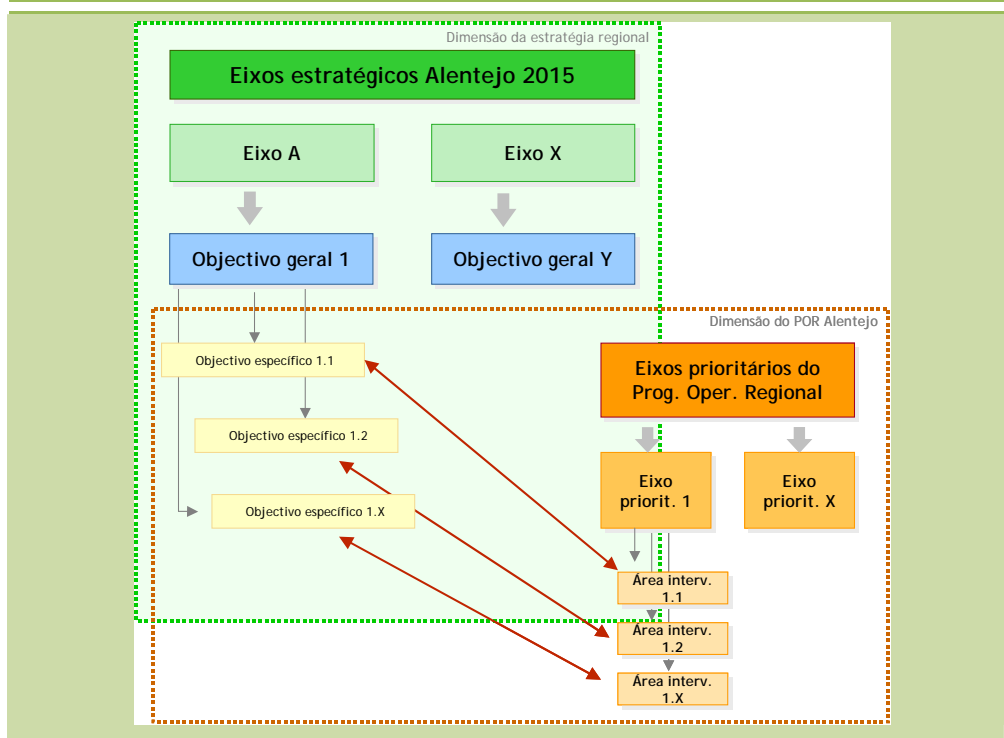 Dimensão da estratégia regional
Eixos estratégicos Alentejo 2015
Eixo A
Eixo X
Objectivo geral 1
Objectivo geral Y
Dimensão do POR Alentejo
Objectivo específico 1.1
Eixos prioritários do
Prog. Oper. Regional
Objectivo específico 1.2
Eixo
priorit. 1
Eixo
priorit. X
Objectivo específico 1.X
Área interv.
1.1
Área interv.
1.2
Área interv.
1.X